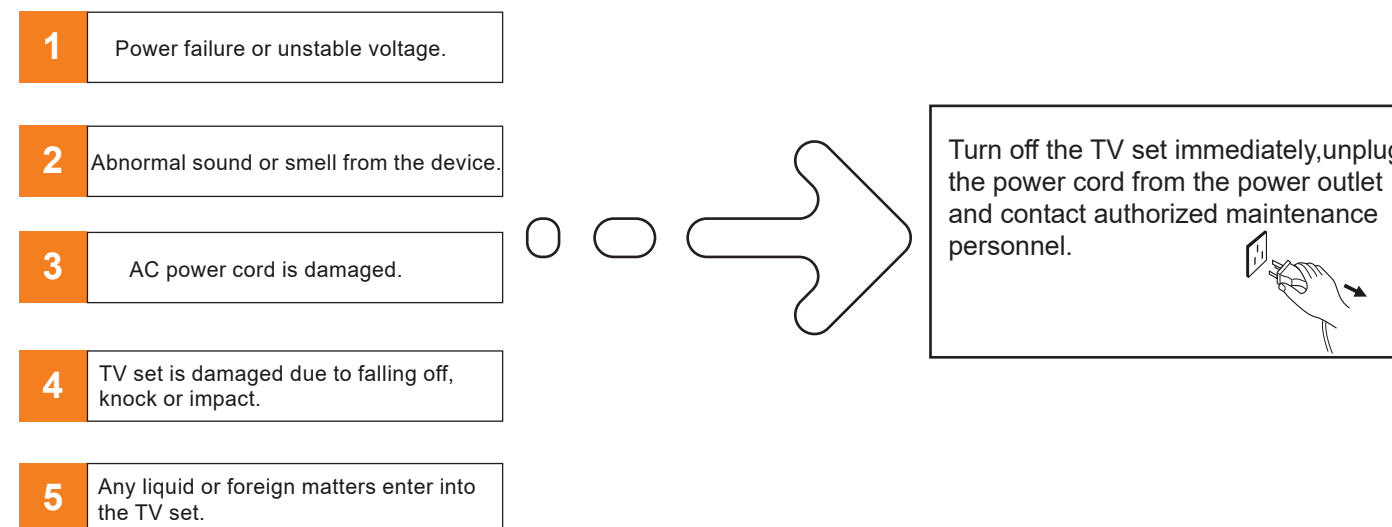 1
Power failure or unstable voltage.
2
Abnormal sound or smell from the device.
3
AC power cord is damaged.
4
TV set is damaged due to falling off,
knock or impact.
5
Any liquid or foreign matters enter into
the TV set.
Turn off the TV set immediately,unplug
the power cord from the power outlet
and contact authorized maintenance
personnel.